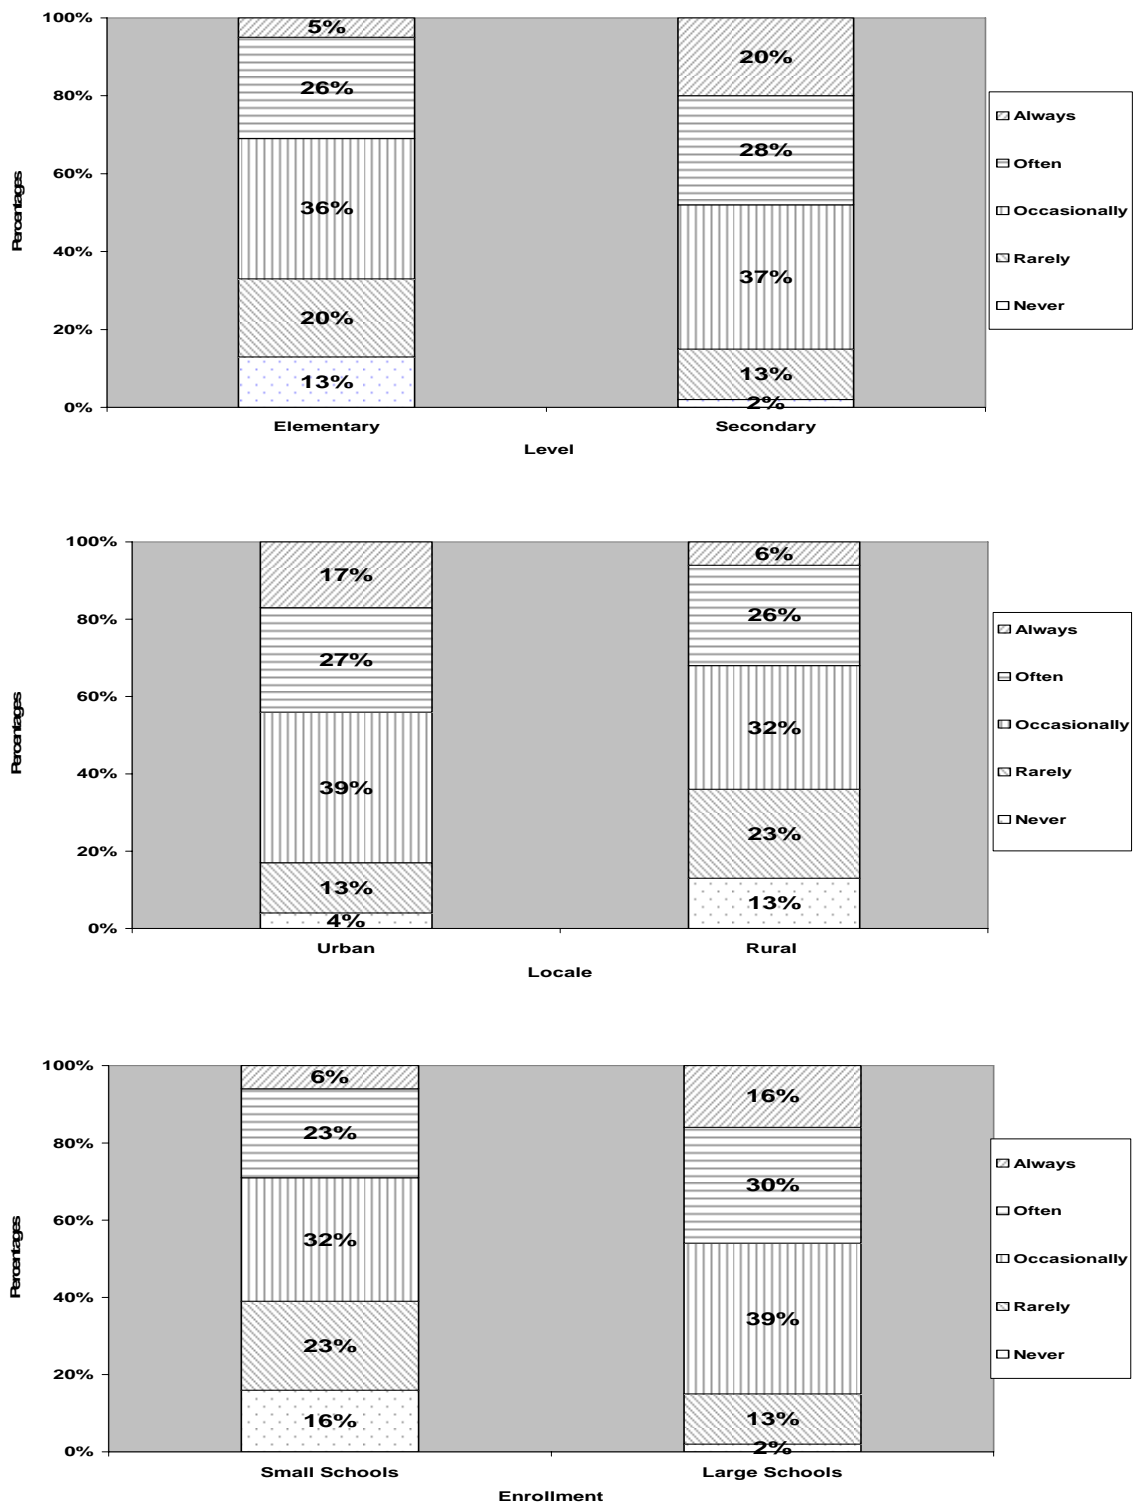 100%
80%
60%
40%
20%
0%
Percentages
5%
26%
36%
20%
13%
20%
28%
37%
13%
2%
Elementary
Secondary
Level
Always
Often
Occasionally
Rarely
Never
100%
80%
60%
40%
20%
0%
Percentages
17%
27%
39%
13%
4%
6%
26%
32%
23%
13%
Urban
Rural
Locale
Always
Often
Occasionally
Rarely
Never
100%
80%
60%
40%
20%
0%
Percentages
6%
23%
32%
23%
16%
16%
30%
39%
13%
2%
Small Schools
Large Schools
Enrollment
Always
Often
Occasionally
Rarely
Never